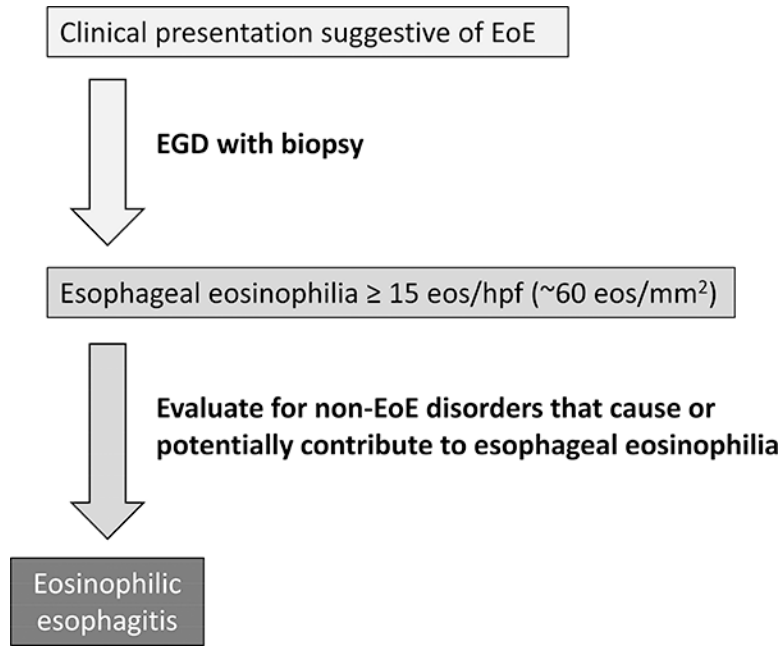 Clinical presentation suggestive of EoE
EGD with biopsy
Esophageal eosinophilia ≥ 15 eos/hpf (~60 eos/mm²)
Evaluate for non-EoE disorders that cause or
potentially contribute to esophageal eosinophilia
Eosinophilic
esophagitis